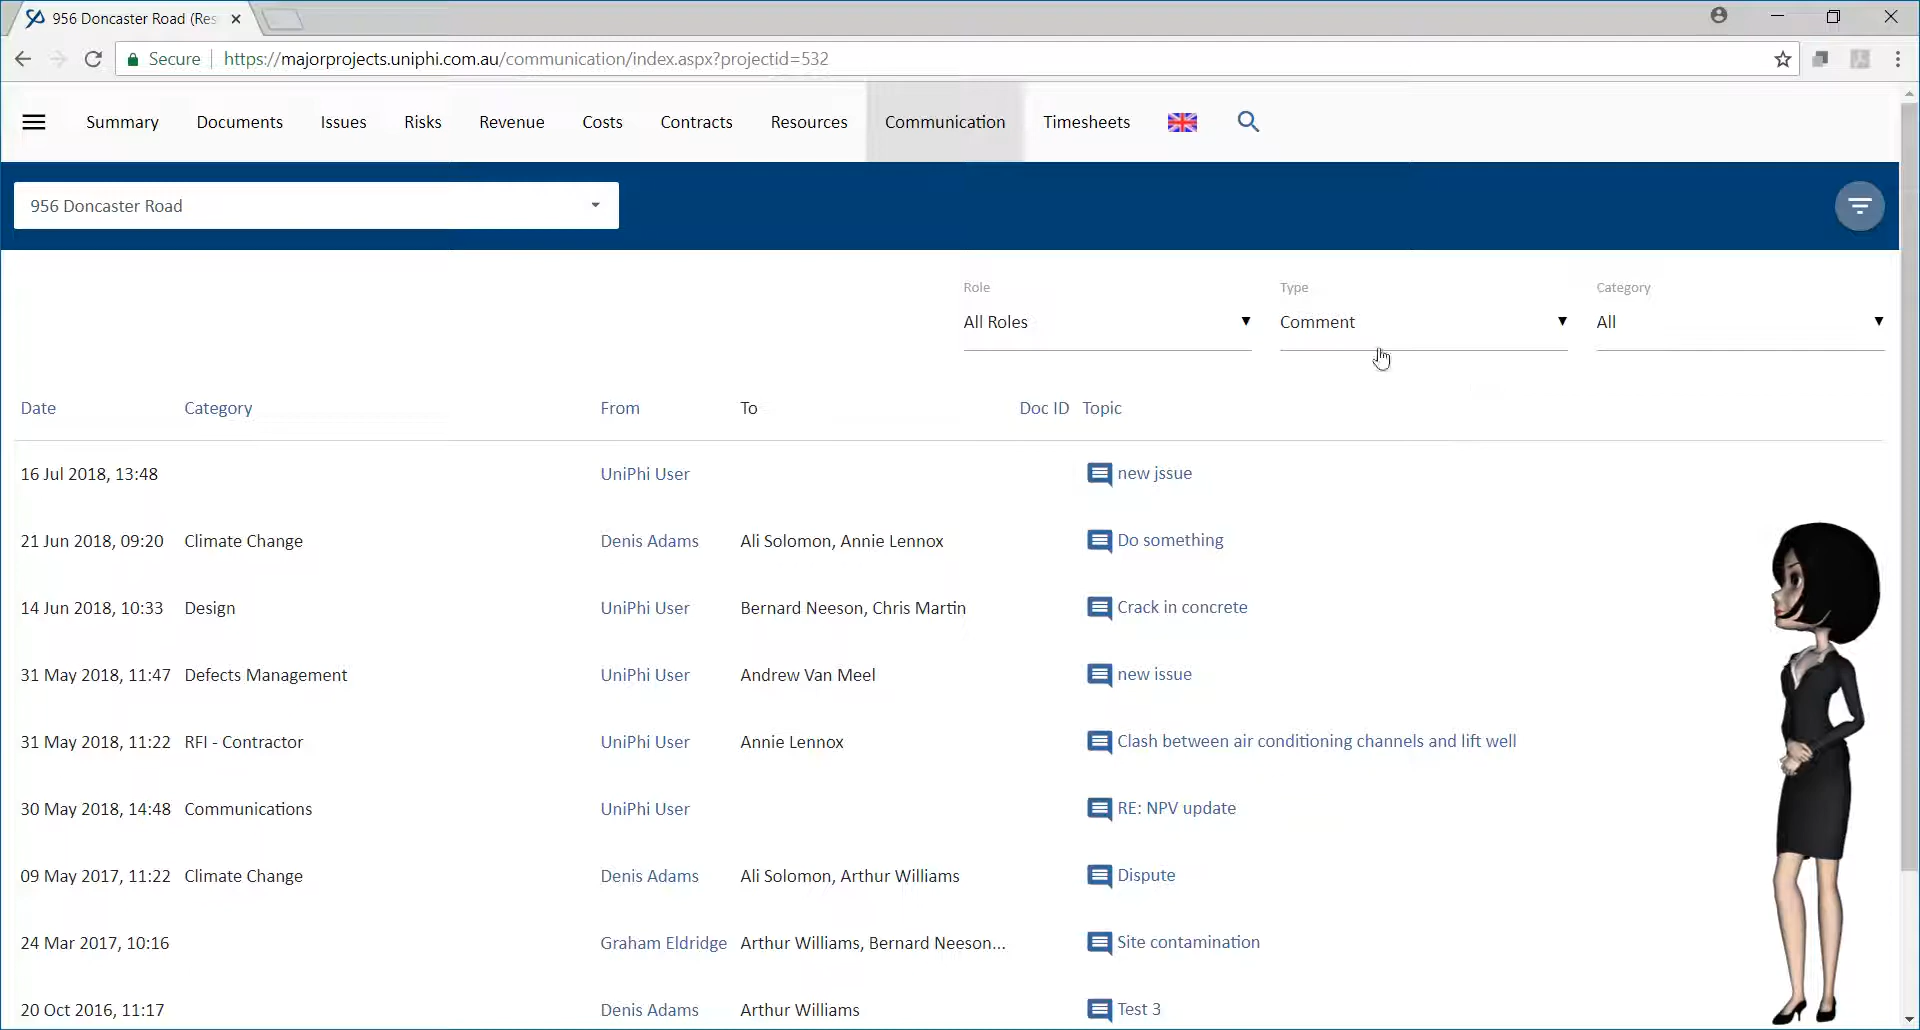 956 Doncaster Road (Res
Secure https://majorprojects.uniphi.com.au/communication/index.aspx?projectid=532
Summary Documents Issues Risks Revenue Costs Contracts Resources Communication Timesheets
956 Doncaster Road
Role Type Category
All Roles Comment All
Date Category From To Doc ID Topic
16 Jul 2018, 13:48 UniPhi User new jssue
21 Jun 2018, 09:20 Climate Change Denis Adams Ali Solomon, Annie Lennox Do something
14 Jun 2018, 10:33 Design UniPhi User Bernard Neeson, Chris Martin Crack in concrete
31 May 2018, 11:47 Defects Management UniPhi User Andrew Van Meel new issue
31 May 2018, 11:22 RFI - Contractor UniPhi User Annie Lennox Clash between air conditioning channels and lift well
30 May 2018, 14:48 Communications UniPhi User RE: NPV update
09 May 2017, 11:22 Climate Change Denis Adams Ali Solomon, Arthur Williams Dispute
24 Mar 2017, 10:16 Graham Eldridge Arthur Williams, Bernard Neeson... Site contamination
20 Oct 2016, 11:17 Denis Adams Arthur Williams Test 3